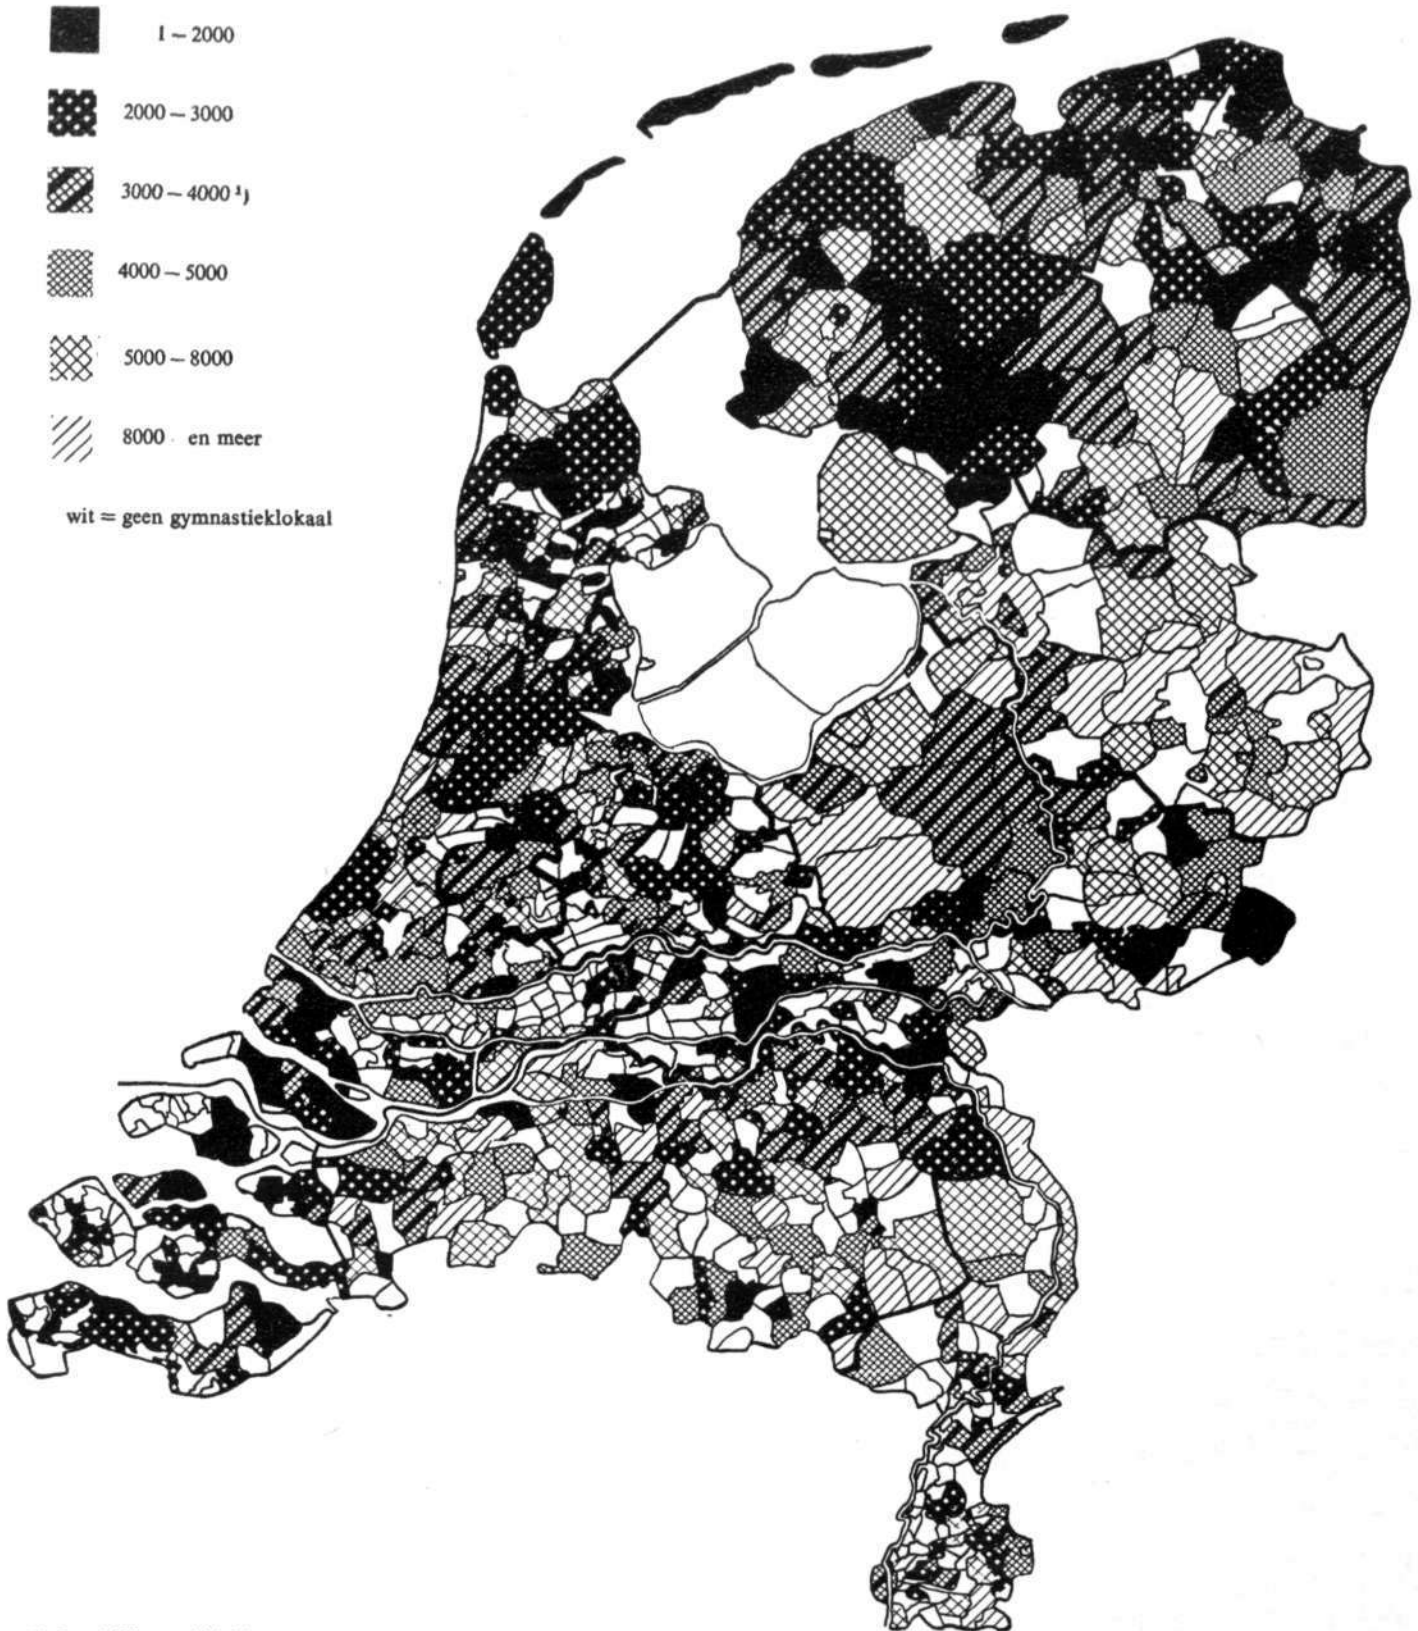 1 – 2000
2000 – 3000
3000 – 4000 ¹)
4000 – 5000
5000 – 8000
8000 en meer
wit = geen gymnastieklokaal